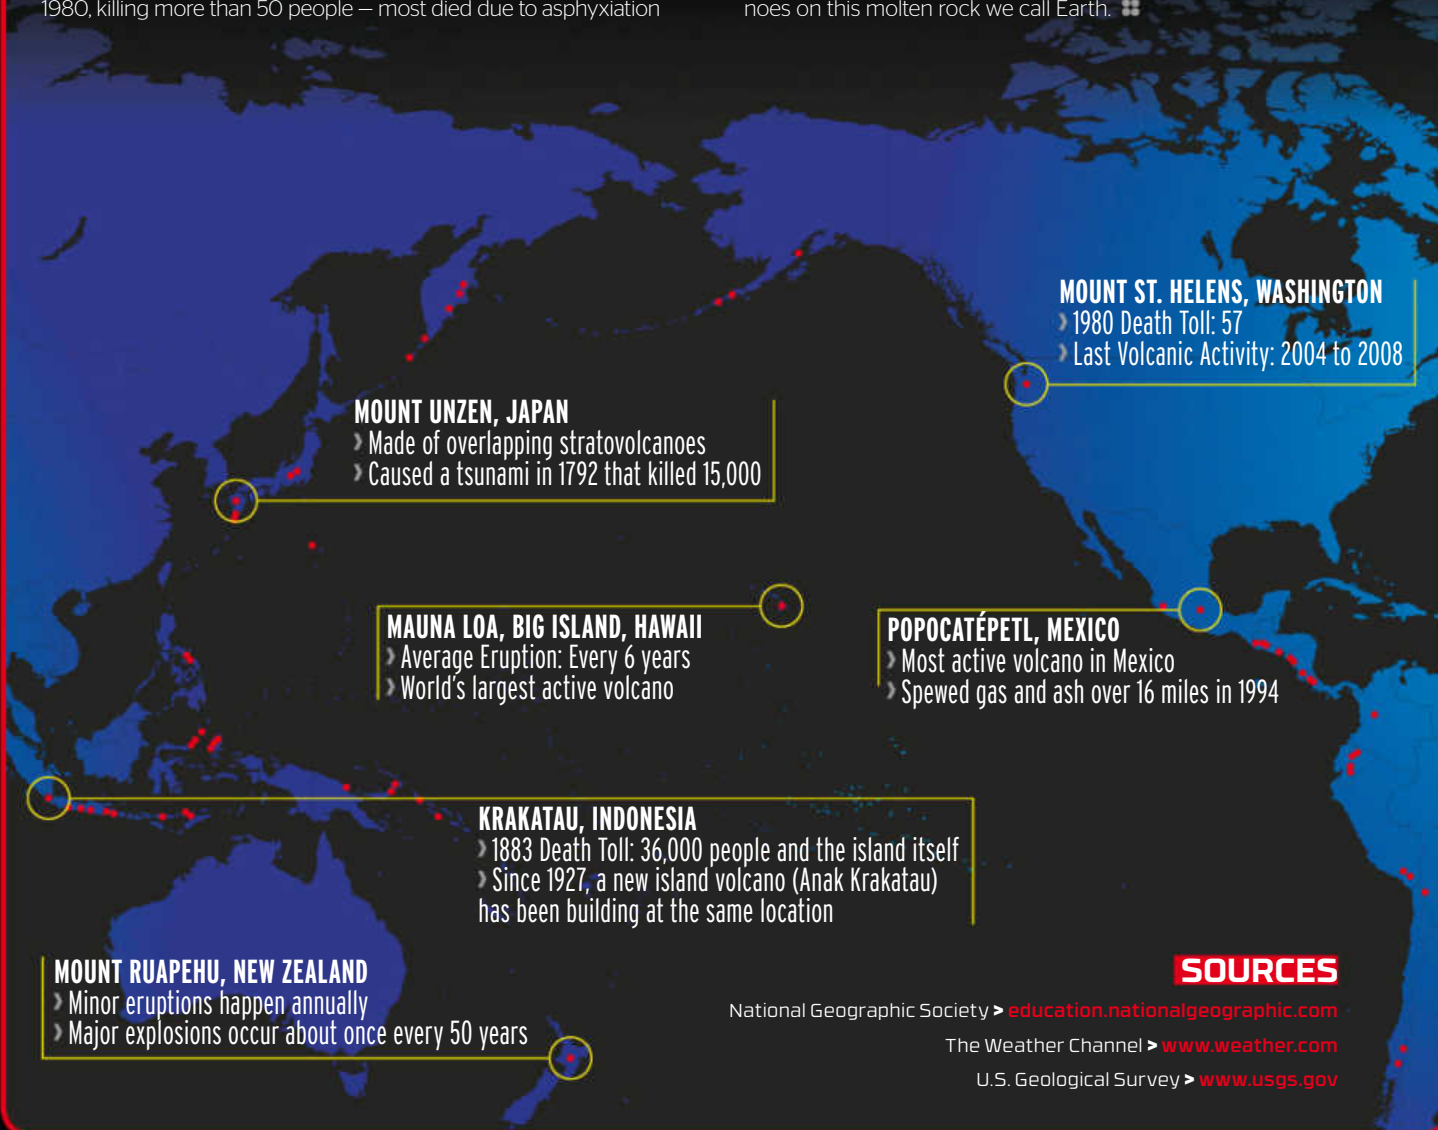 1980, killing more than 50 people — most died due to asphyxiation
noes on this molten rock we call Earth.
MOUNT ST. HELENS, WASHINGTON
› 1980 Death Toll: 57
› Last Volcanic Activity: 2004 to 2008
MOUNT UNZEN, JAPAN
› Made of overlapping stratovolcanoes
› Caused a tsunami in 1792 that killed 15,000
MAUNA LOA, BIG ISLAND, HAWAII
› Average Eruption: Every 6 years
› World's largest active volcano
POPOCATÉPETL, MEXICO
› Most active volcano in Mexico
› Spewed gas and ash over 16 miles in 1994
KRAKATAU, INDONESIA
› 1883 Death Toll: 36,000 people and the island itself
› Since 1927, a new island volcano (Anak Krakatau)
has been building at the same location
MOUNT RUAPEHU, NEW ZEALAND
› Minor eruptions happen annually
› Major explosions occur about once every 50 years
SOURCES
National Geographic Society > education.nationalgeographic.com
The Weather Channel > www.weather.com
U.S. Geological Survey > www.usgs.gov